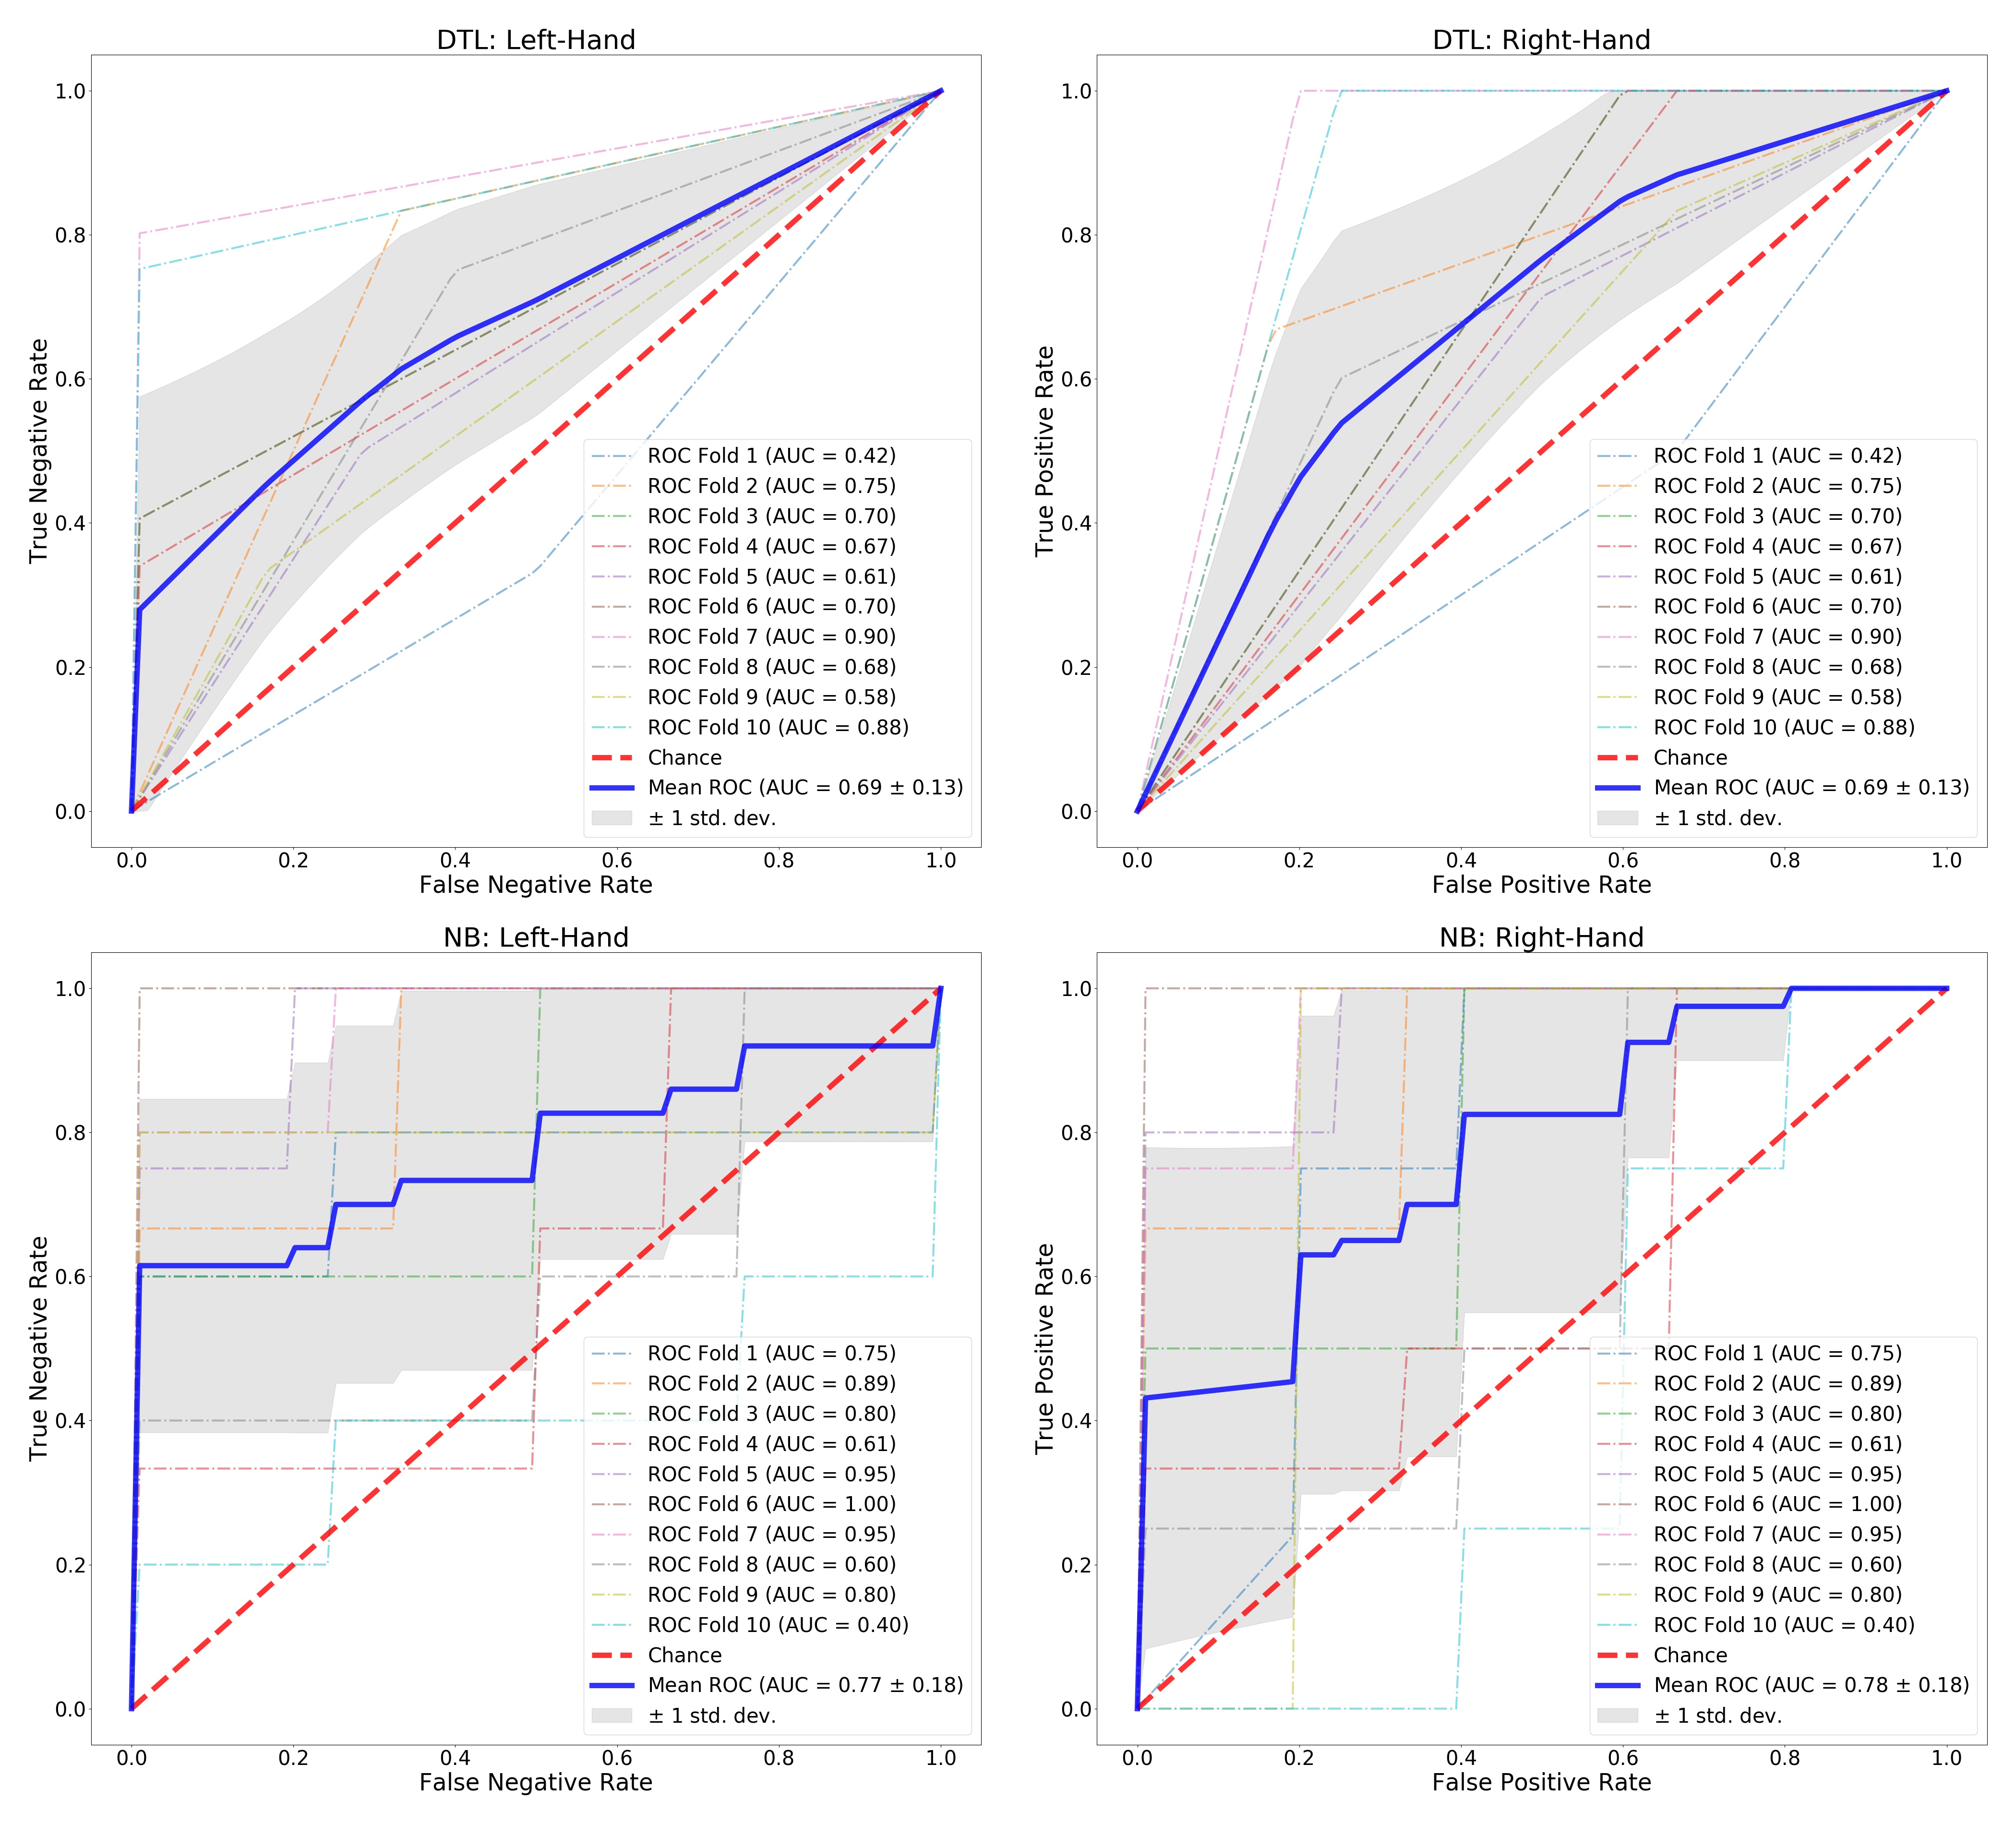 DTL: Left-Hand
True Negative Rate
1.0
0.8
0.6
0.4
0.2
0.0
ROC Fold 1 (AUC = 0.42)
ROC Fold 2 (AUC = 0.75)
ROC Fold 3 (AUC = 0.70)
ROC Fold 4 (AUC = 0.67)
ROC Fold 5 (AUC = 0.61)
ROC Fold 6 (AUC = 0.70)
ROC Fold 7 (AUC = 0.90)
ROC Fold 8 (AUC = 0.68)
ROC Fold 9 (AUC = 0.58)
ROC Fold 10 (AUC = 0.88)
Chance
Mean ROC (AUC = 0.69 ± 0.13)
± 1 std. dev.
0.0 0.2 0.4 0.6 0.8 1.0
False Negative Rate
DTL: Right-Hand
True Positive Rate
1.0
0.8
0.6
0.4
0.2
0.0
ROC Fold 1 (AUC = 0.42)
ROC Fold 2 (AUC = 0.75)
ROC Fold 3 (AUC = 0.70)
ROC Fold 4 (AUC = 0.67)
ROC Fold 5 (AUC = 0.61)
ROC Fold 6 (AUC = 0.70)
ROC Fold 7 (AUC = 0.90)
ROC Fold 8 (AUC = 0.68)
ROC Fold 9 (AUC = 0.58)
ROC Fold 10 (AUC = 0.88)
Chance
Mean ROC (AUC = 0.69 ± 0.13)
± 1 std. dev.
0.0 0.2 0.4 0.6 0.8 1.0
False Positive Rate
NB: Left-Hand
True Negative Rate
1.0
0.8
0.6
0.4
0.2
0.0
ROC Fold 1 (AUC = 0.75)
ROC Fold 2 (AUC = 0.89)
ROC Fold 3 (AUC = 0.80)
ROC Fold 4 (AUC = 0.61)
ROC Fold 5 (AUC = 0.95)
ROC Fold 6 (AUC = 1.00)
ROC Fold 7 (AUC = 0.95)
ROC Fold 8 (AUC = 0.60)
ROC Fold 9 (AUC = 0.80)
ROC Fold 10 (AUC = 0.40)
Chance
Mean ROC (AUC = 0.77 ± 0.18)
± 1 std. dev.
0.0 0.2 0.4 0.6 0.8 1.0
False Negative Rate
NB: Right-Hand
True Positive Rate
1.0
0.8
0.6
0.4
0.2
0.0
ROC Fold 1 (AUC = 0.75)
ROC Fold 2 (AUC = 0.89)
ROC Fold 3 (AUC = 0.80)
ROC Fold 4 (AUC = 0.61)
ROC Fold 5 (AUC = 0.95)
ROC Fold 6 (AUC = 1.00)
ROC Fold 7 (AUC = 0.95)
ROC Fold 8 (AUC = 0.60)
ROC Fold 9 (AUC = 0.80)
ROC Fold 10 (AUC = 0.40)
Chance
Mean ROC (AUC = 0.78 ± 0.18)
± 1 std. dev.
0.0 0.2 0.4 0.6 0.8 1.0
False Positive Rate